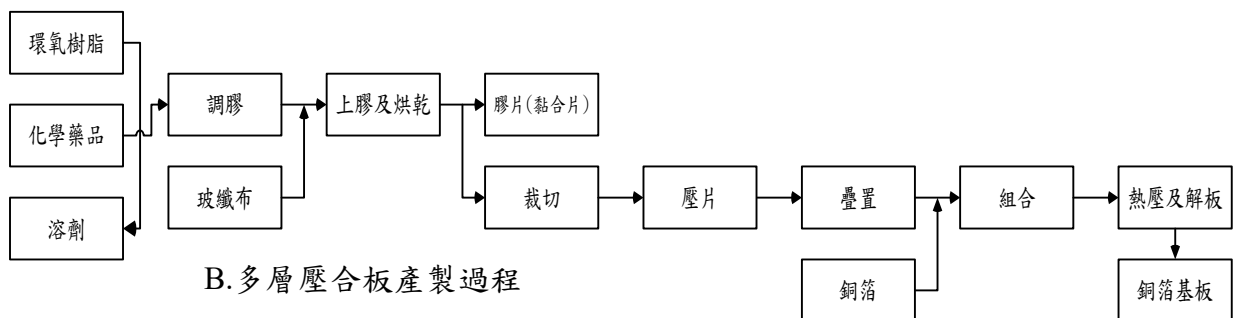 環氧樹脂
化學藥品
溶劑
調膠
玻纖布
上膠及烘乾
膠片(黏合片)
裁切
壓片
疊置
銅箔
組合
熱壓及解板
銅箔基板
B.多層壓合板產製過程